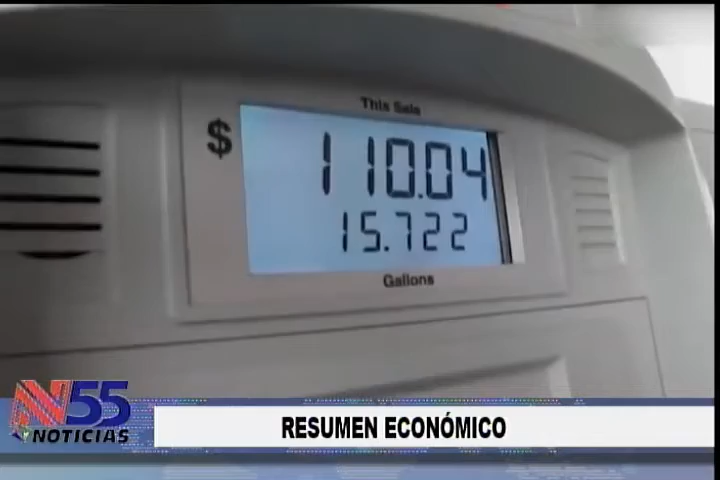 This Sale
$ 110.04
15.722
Gallons
N55
NOTICIAS
RESUMEN ECONÓMICO